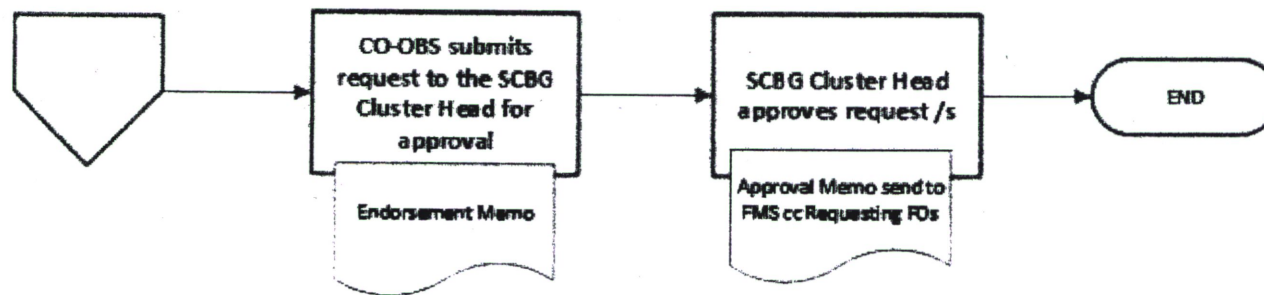 CO-OBS submits
request to the SCBG
Cluster Head for
approval
Endorsement Memo
SCBG Cluster Head
approves request /s
Approval Memo send to
FMS cc Requesting FOs
END